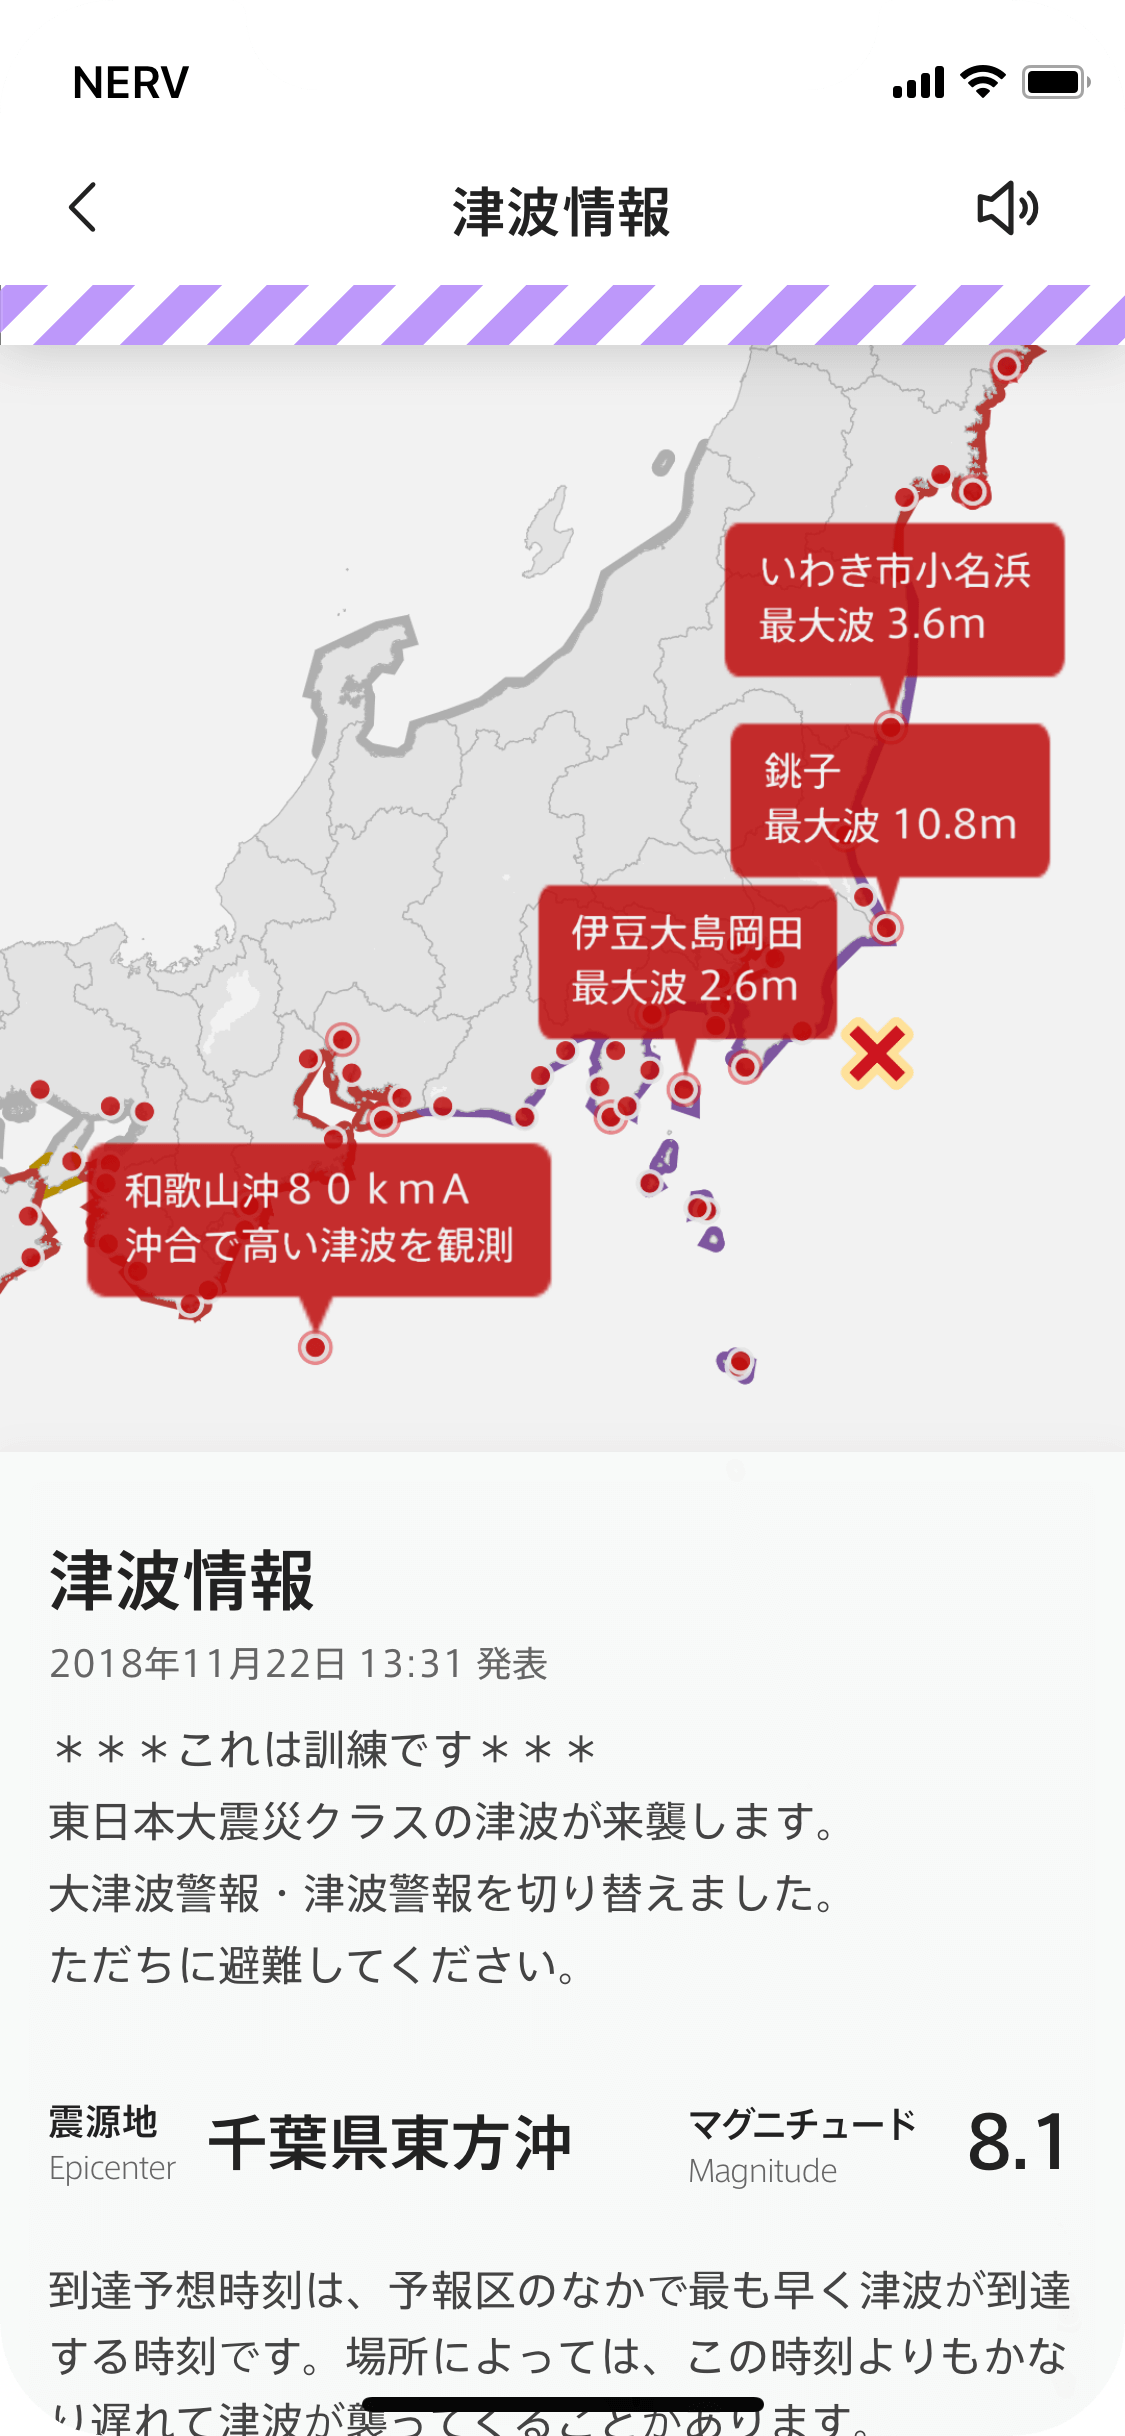 NERV
津波情報
いわき市小名浜
最大波 3.6m
銚子
最大波 10.8m
伊豆大島岡田
最大波 2.6m
和歌山沖８０ｋｍＡ
沖合で高い津波を観測
津波情報
2018年11月22日 13:31 発表
＊＊＊これは訓練です＊＊＊
東日本大震災クラスの津波が来襲します。
大津波警報・津波警報を切り替えました。
ただちに避難してください。
震源地 千葉県東方沖 マグニチュード 8.1
Epicenter Magnitude
到達予想時刻は、予報区のなかで最も早く津波が到達
する時刻です。場所によっては、この時刻よりもかな
り遅れて津波が襲ってくることがあります。